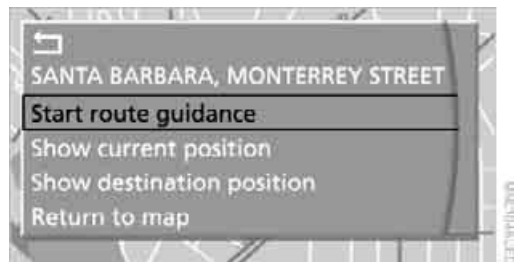 SANTA BARBARA, MONTERREY STREET
Start route guidance
Show current position
Show destination position
Return to map